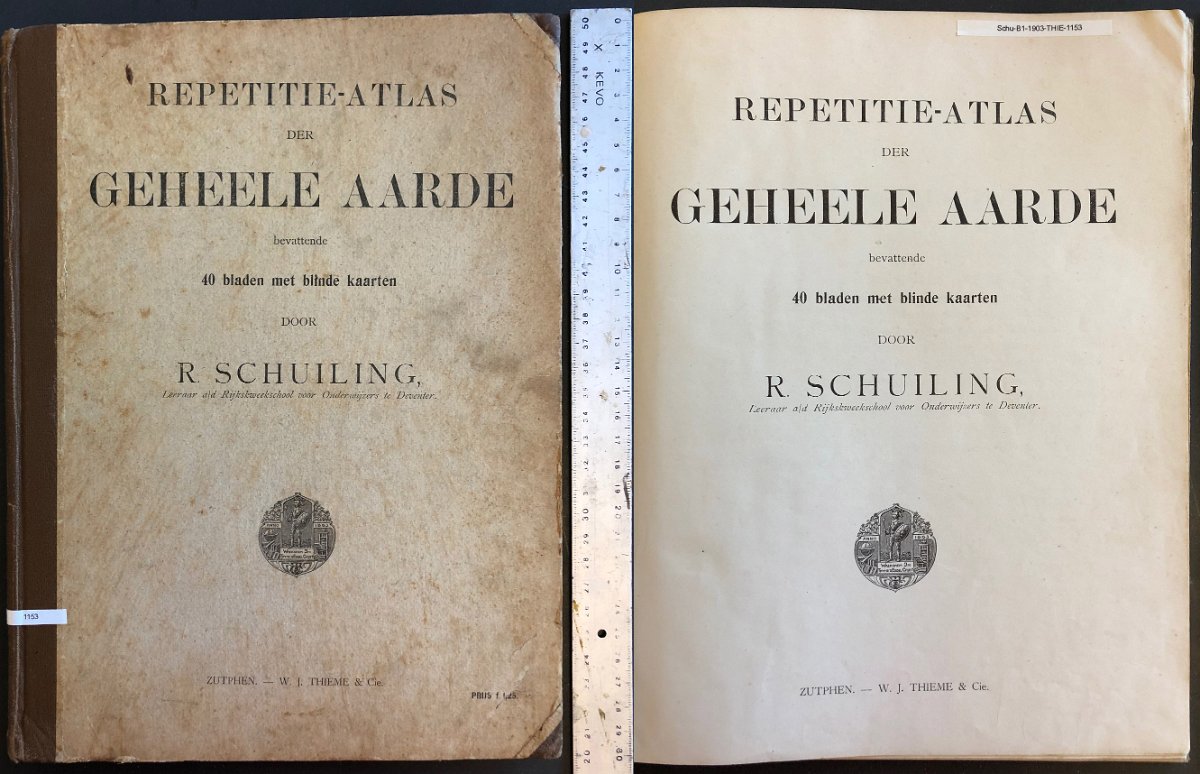 REPETITIE-ATLAS
DER
GEHEELE AARDE
bevattende
40 bladen met blinde kaarten
DOOR
R. SCHUILING,
Leeraar a/d Rijkskweekschool voor Onderwijzers te Deventer.
1153
ZUTPHEN. — W. J. THIEME & Cie.
PRIJS f 1,25.
KEVO
Schu-B1-1903-THIE-1153
REPETITIE-ATLAS
DER
GEHEELE AARDE
bevattende
40 bladen met blinde kaarten
DOOR
R. SCHUILING,
Leeraar a/d Rijkskweekschool voor Onderwijzers te Deventer.
ZUTPHEN. — W. J. THIEME & Cie.